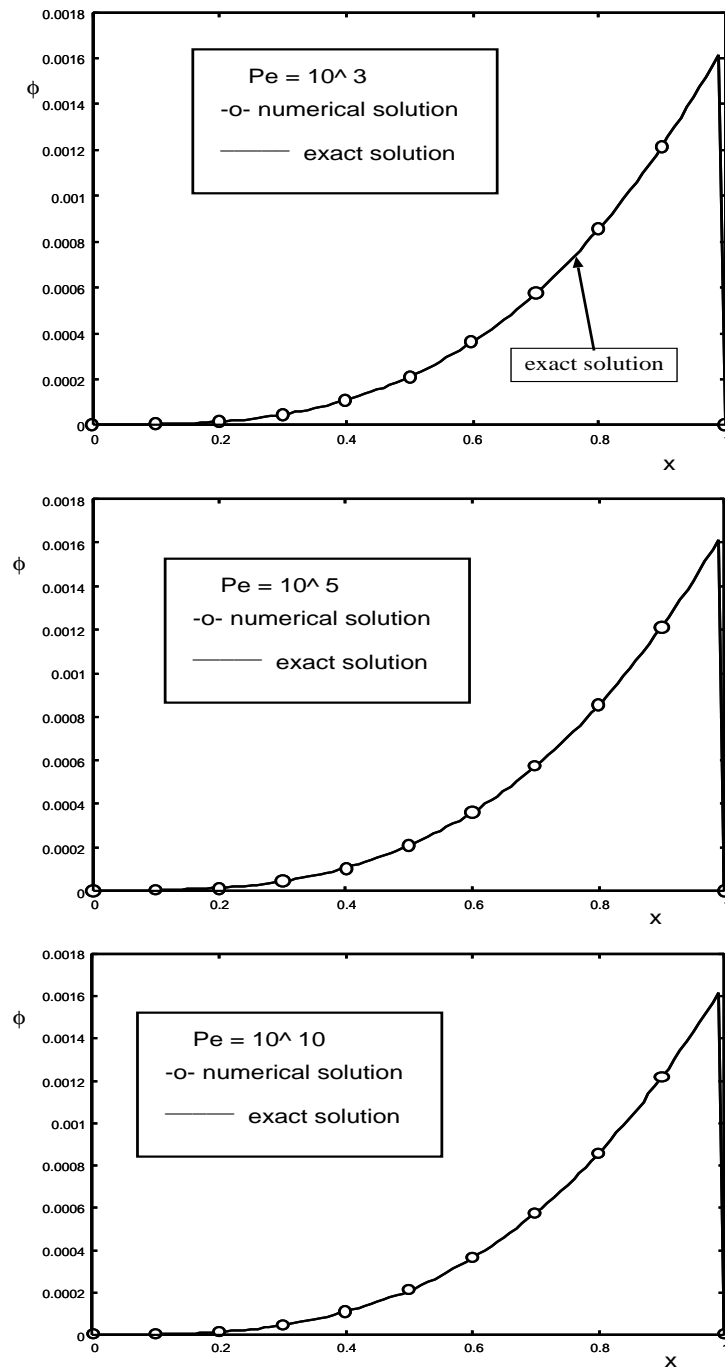 0.0018
Pe = 10^ 3
ϕ
0.0016
-o- numerical solution
0.0014
exact solution
0.0012
0.001
0.0008
0.0006
exact solution
0.0004
0.0002
0
0 0.2 0.4 0.6 0.8 1
x
0.0018
0.0016
ϕ
Pe = 10^ 5
0.0014
-o- numerical solution
0.0012
exact solution
0.001
0.0008
0.0006
0.0004
0.0002
0
0 0.2 0.4 0.6 0.8 1
x
0.0018
0.0016
ϕ
Pe = 10^ 10
0.0014
-o- numerical solution
0.0012
exact solution
0.001
0.0008
0.0006
0.0004
0.0002
0
0 0.2 0.4 0.6 0.8 1
x